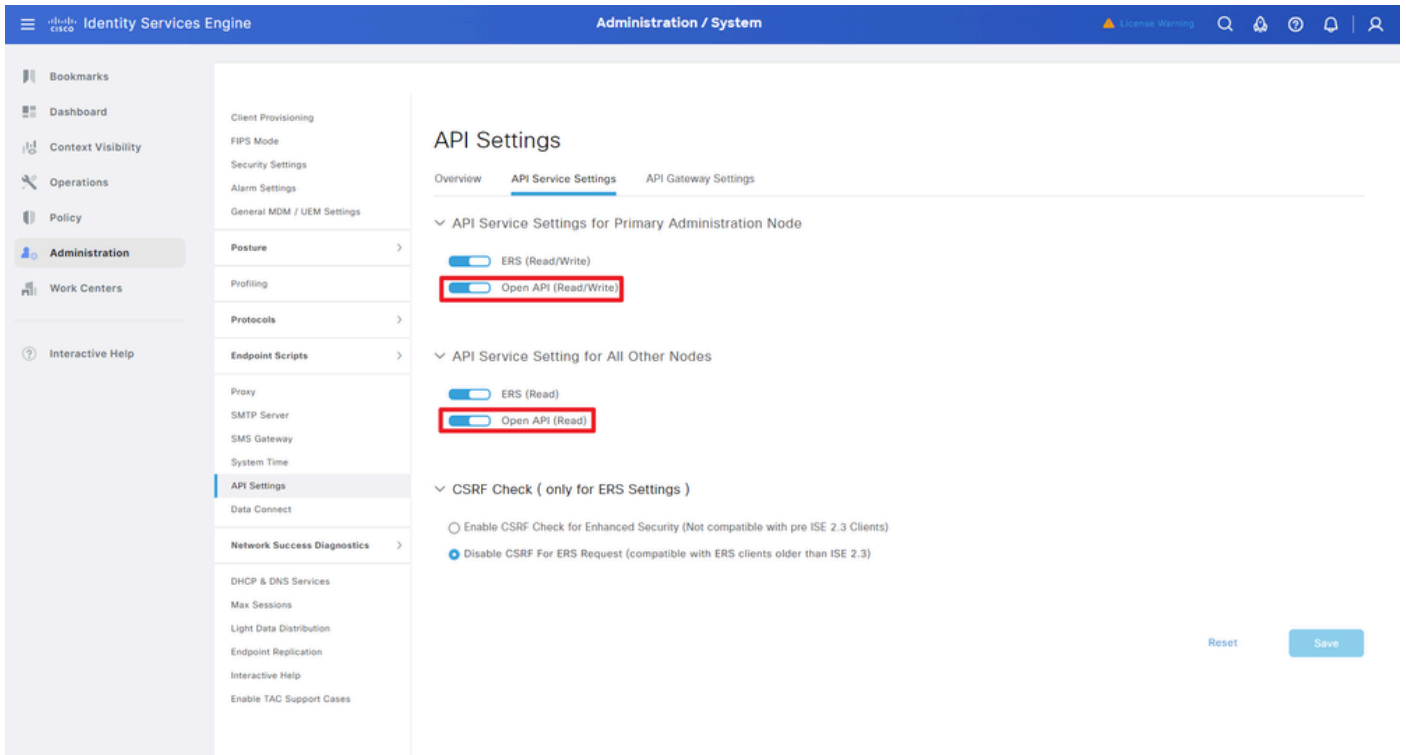 cisco Identity Services Engine
Administration / System
License Warning
Bookmarks
Dashboard
Context Visibility
Operations
Policy
Administration
Work Centers
Interactive Help
Client Provisioning
FIPS Mode
Security Settings
Alarm Settings
General MDM / UEM Settings
Posture
Profiling
Protocols
Endpoint Scripts
Proxy
SMTP Server
SMS Gateway
System Time
API Settings
Data Connect
Network Success Diagnostics
DHCP & DNS Services
Max Sessions
Light Data Distribution
Endpoint Replication
Interactive Help
Enable TAC Support Cases
API Settings
Overview API Service Settings API Gateway Settings
API Service Settings for Primary Administration Node
ERS (Read/Write)
Open API (Read/Write)
API Service Setting for All Other Nodes
ERS (Read)
Open API (Read)
CSRF Check ( only for ERS Settings )
Enable CSRF Check for Enhanced Security (Not compatible with pre ISE 2.3 Clients)
Disable CSRF For ERS Request (compatible with ERS clients older than ISE 2.3)
Reset Save